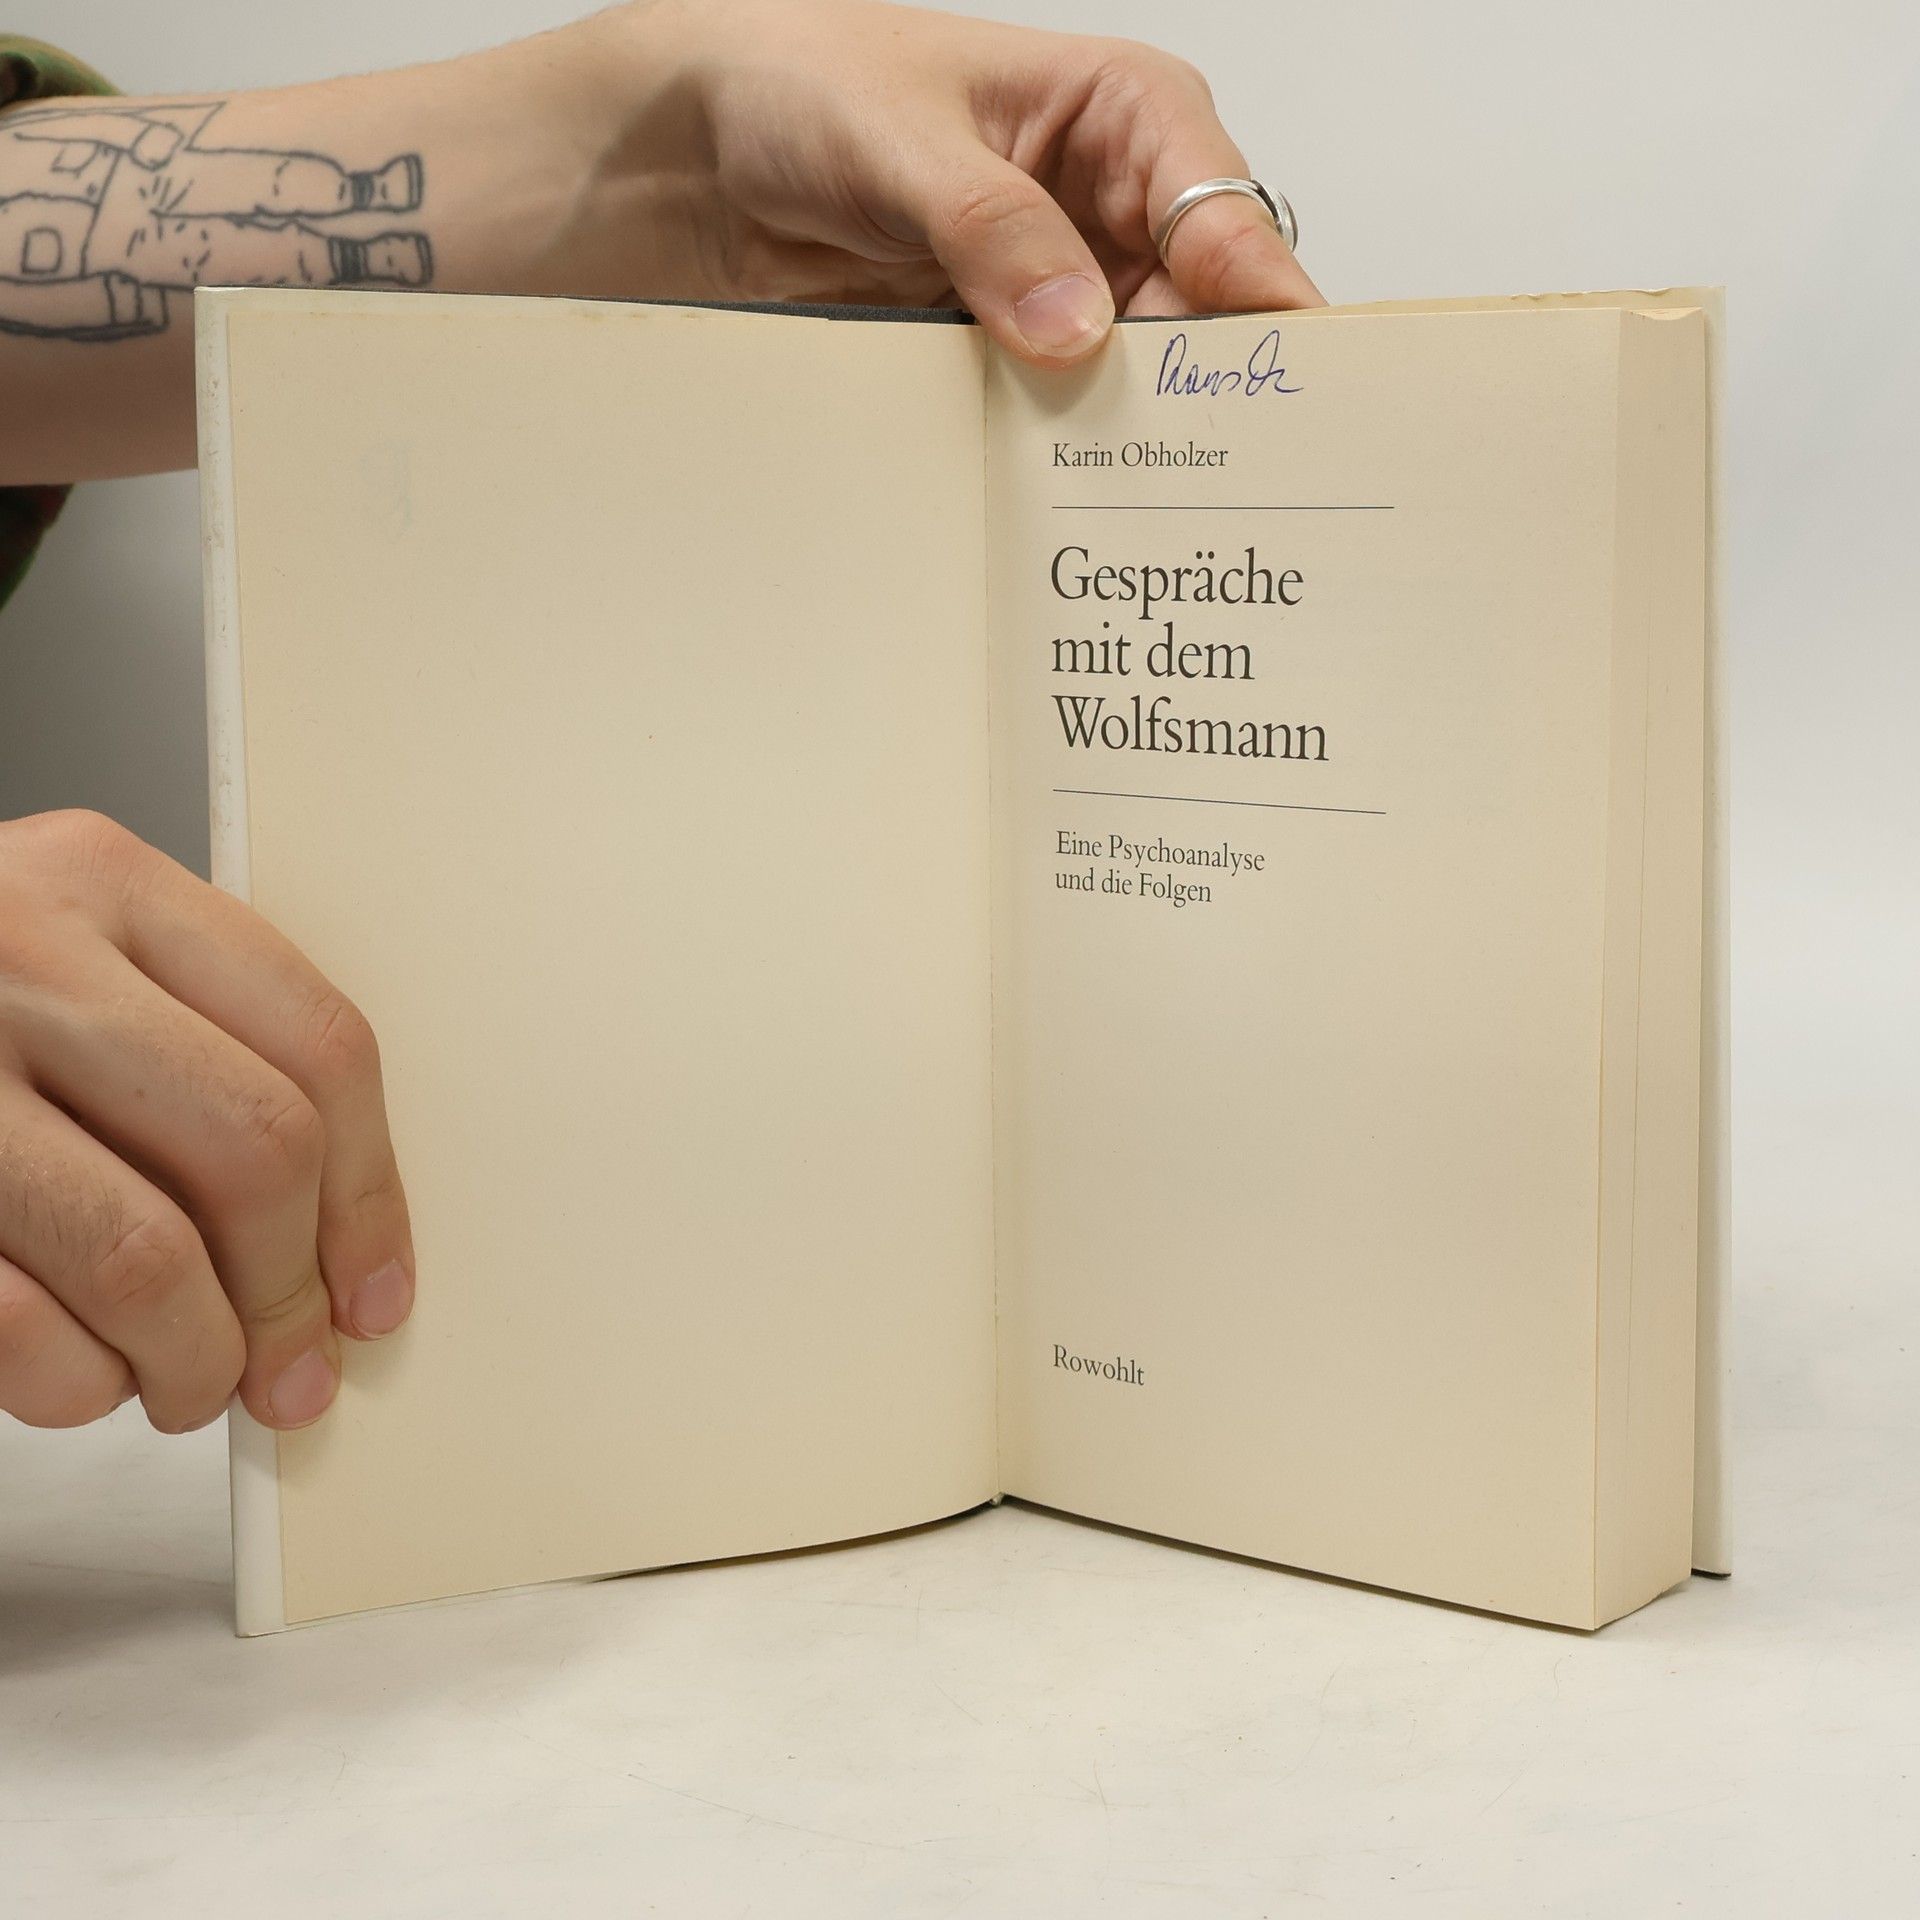 Karin Obholzer
Gespräche
mit dem
Wolfsmann
Eine Psychoanalyse
und die Folgen
Rowohlt